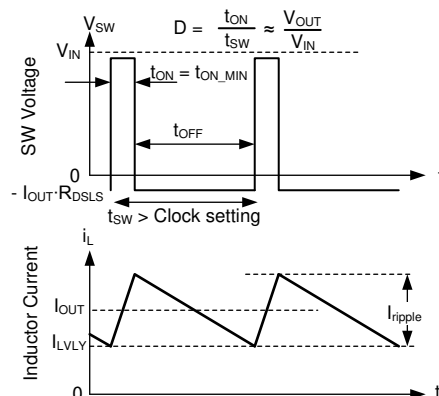 V_SW
D = t_ON / t_SW ≈ V_OUT / V_IN
V_IN
t_ON = t_ON_MIN
SW Voltage
t_OFF
0
t
- I_OUT·R_DSLS
t_SW > Clock setting
i_L
Inductor Current
I_OUT
I_ripple
I_LVLY
0
t